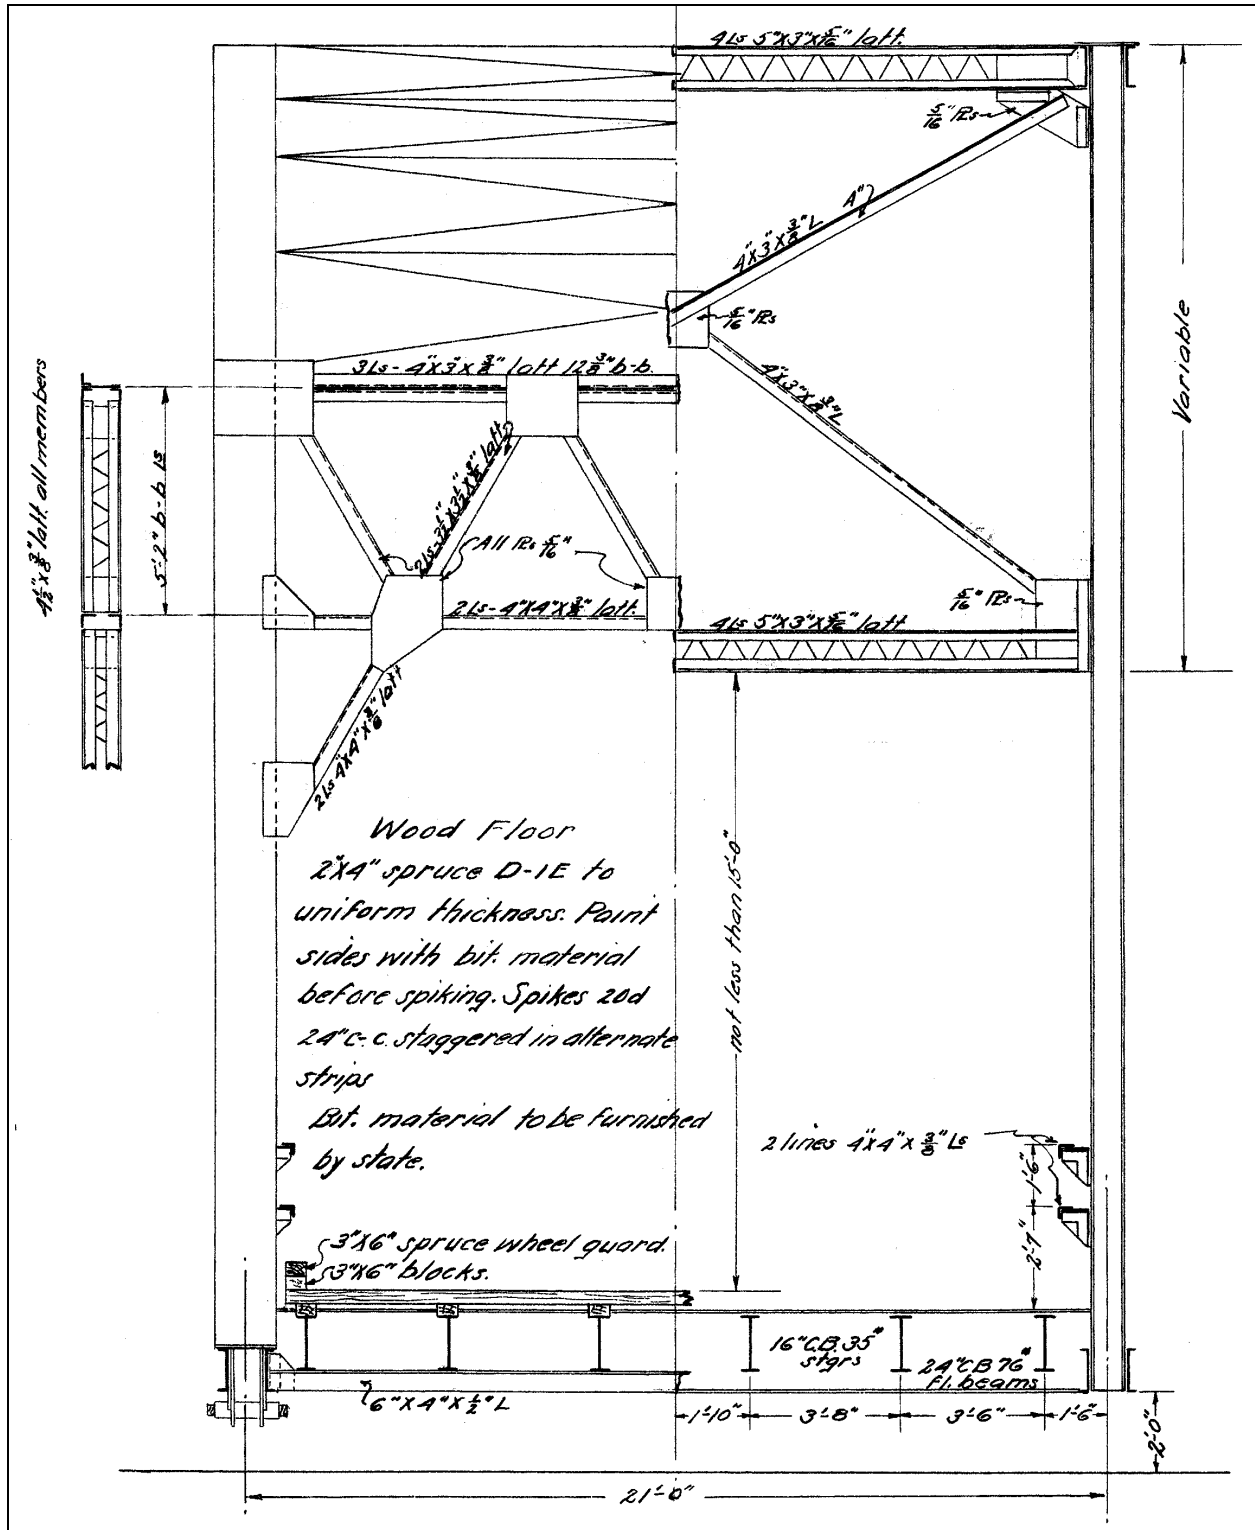 4Ls 5"x3"x5/16" latt.
5/16" PLs
"A"
4"x3"x3/8" L
5/16" PLs
3Ls - 4"x3"x3/8" latt 12 3/8" b-b.
4"x3"x3/8" L
Variable
4 1/2" x 3/8" latt. all members
5'-2" b-b Ls
2Ls-3 1/2"x3 1/2"x3/8" latt
All PLs 5/16"
2Ls-4"x4"x3/8" latt.
5/16" PLs
4Ls 5"x3"x5/16" latt
2Ls 4"x4"x3/8" latt
not less than 15'-0"
Wood Floor
2"x4" spruce D-1E to
uniform thickness. Paint
sides with bit. material
before spiking. Spikes 20d
24" c-c. staggered in alternate
strips
Bit. material to be furnished
by state.
2 lines 4"x4"x3/8" Ls
1'-6"
2'-7"
3"x6" spruce wheel guard.
3"x6" blocks.
16" C.B. 35#
stgrs
24" C.B. 76#
fl. beams
6"x4"x1/2" L
1'-10"
3'-8"
3'-6"
1'-6"
2'-0"
21'-0"